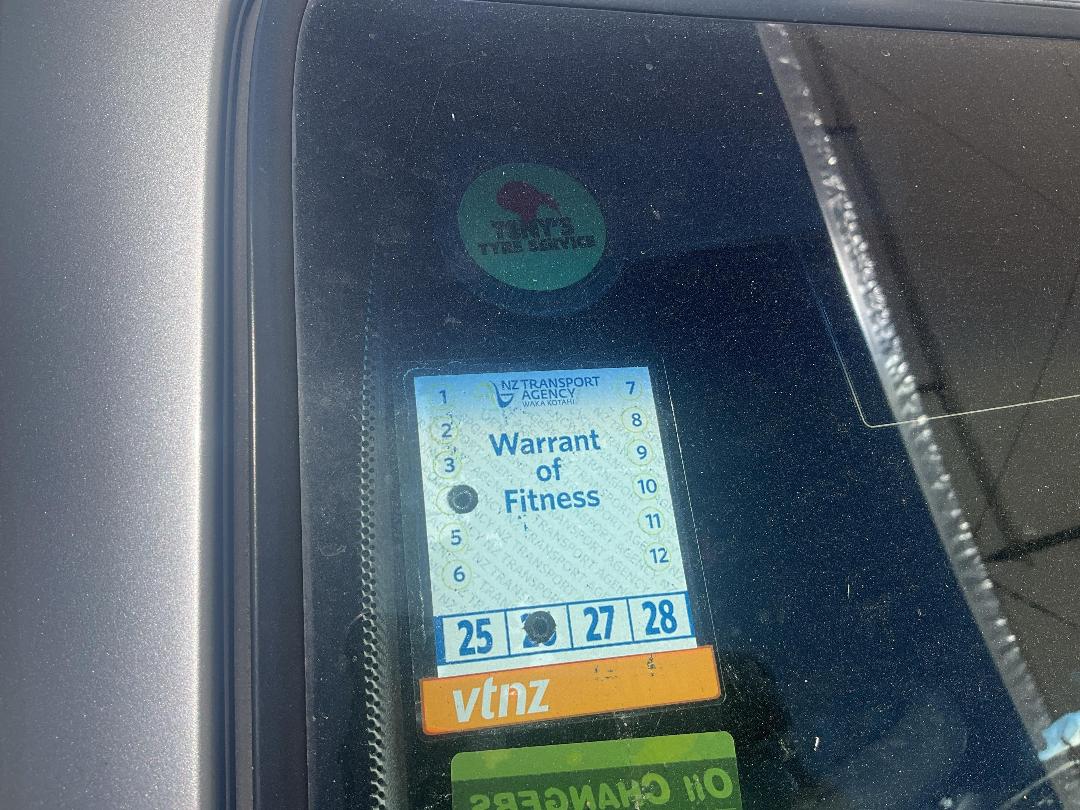 TONY'S
TYRE SERVICE
NZ TRANSPORT
AGENCY
WAKA KOTAHI
1 7
2 8
3 9
10
5 11
6 12
Warrant
of
Fitness
25 27 28
vtnz
OIL CHANGERS